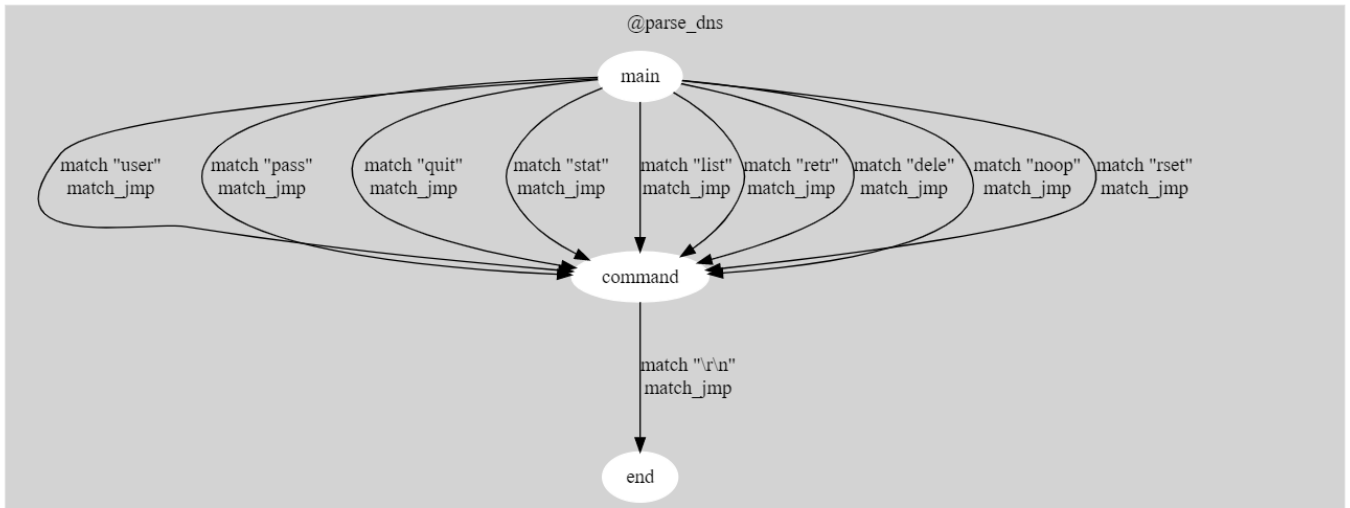 @parse_dns
main
match "user"
match_jmp
match "pass"
match_jmp
match "quit"
match_jmp
match "stat"
match_jmp
match "list"
match_jmp
match "retr"
match_jmp
match "dele"
match_jmp
match "noop"
match_jmp
match "rset"
match_jmp
command
match "\r\n"
match_jmp
end